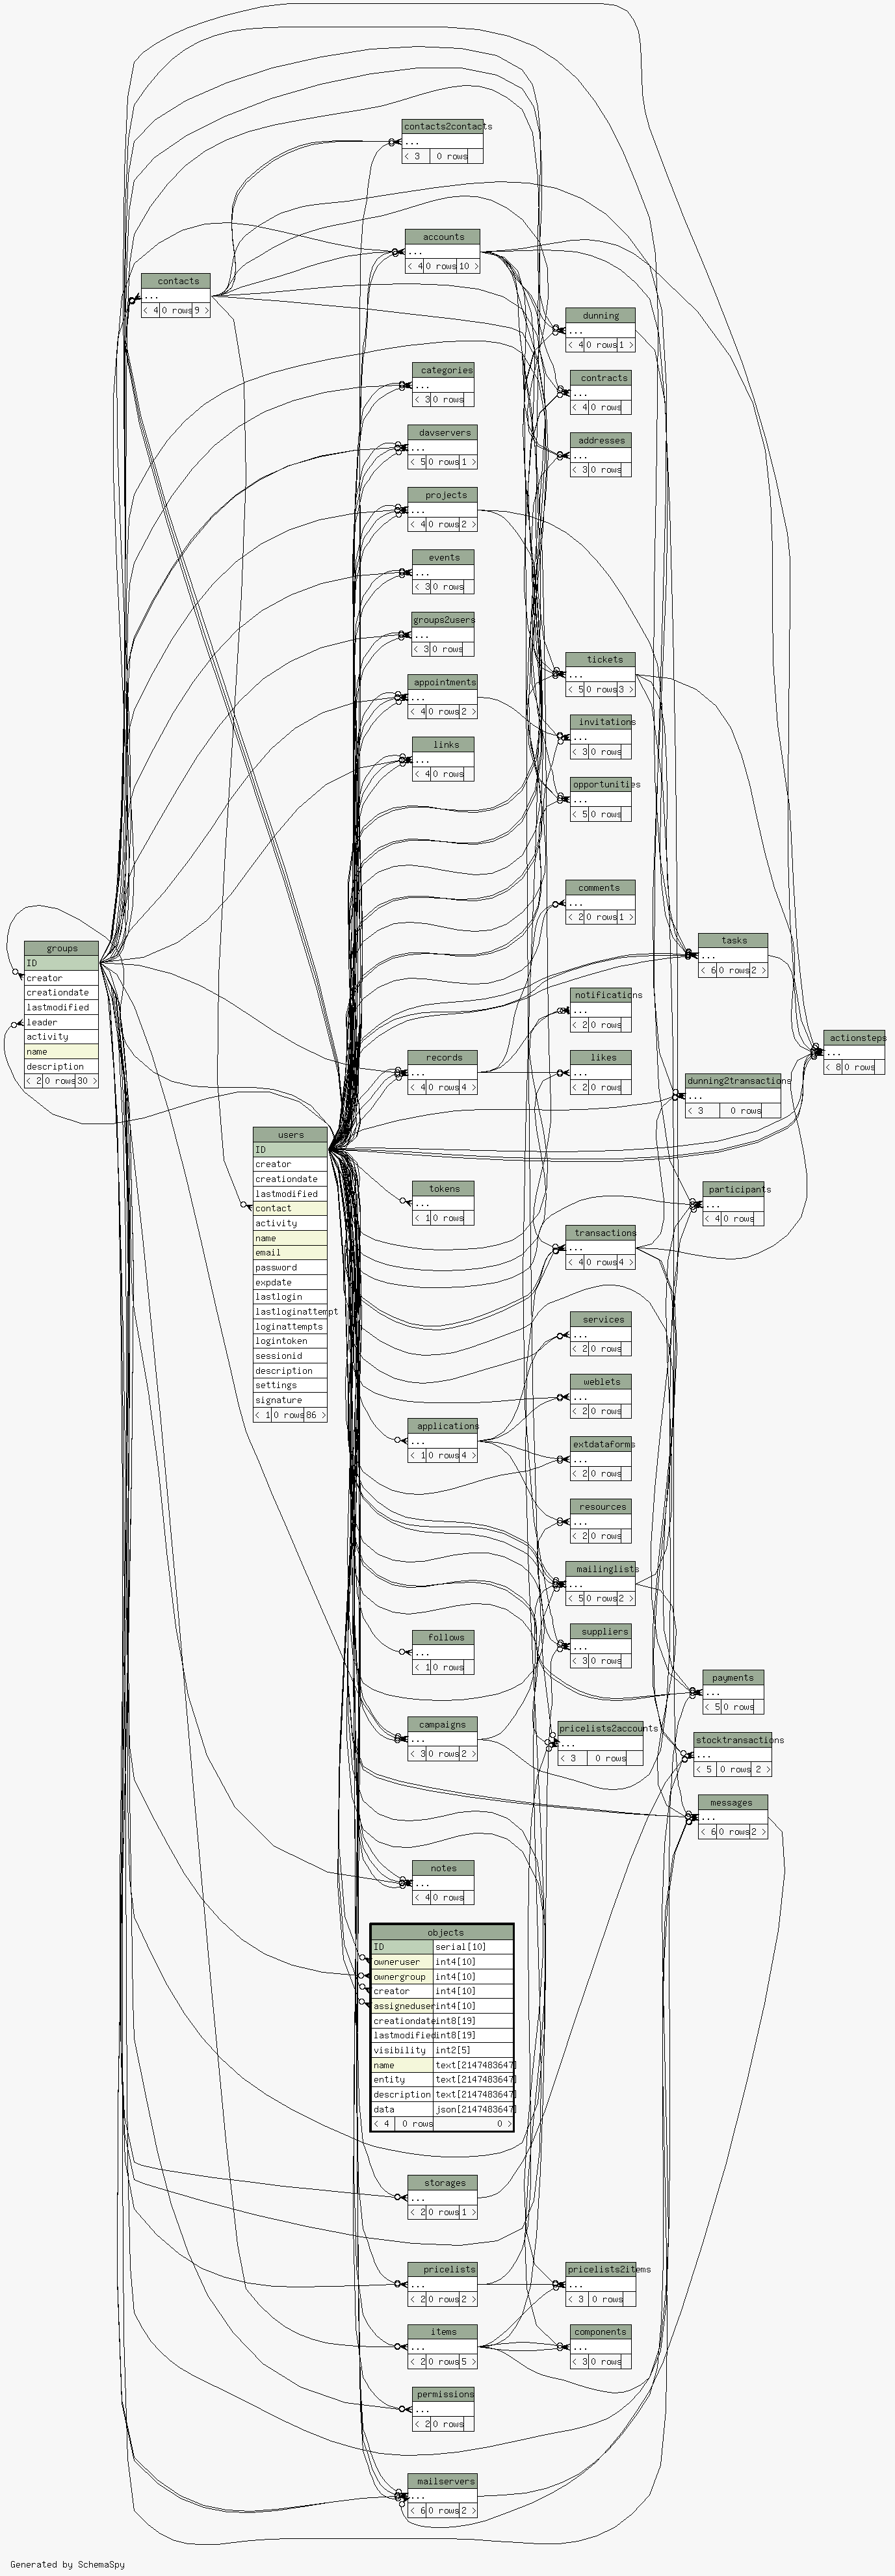 contacts2contacts
...
< 3 0 rows
accounts
...
< 4 0 rows 10 >
contacts
...
< 4 0 rows 9 >
dunning
...
< 4 0 rows 1 >
categories
...
< 3 0 rows
contracts
...
< 4 0 rows
davservers
...
< 5 0 rows 1 >
addresses
...
< 3 0 rows
projects
...
< 4 0 rows 2 >
events
...
< 3 0 rows
groups2users
...
< 3 0 rows
tickets
...
< 5 0 rows 3 >
appointments
...
< 4 0 rows 2 >
invitations
...
< 3 0 rows
links
...
< 4 0 rows
opportunities
...
< 5 0 rows
comments
...
< 2 0 rows 1 >
tasks
...
< 6 0 rows 2 >
groups
ID
creator
creationdate
lastmodified
leader
activity
name
description
< 2 0 rows 30 >
notifications
...
< 2 0 rows
actionsteps
...
< 8 0 rows
records
...
< 4 0 rows 4 >
likes
...
< 2 0 rows
dunning2transactions
...
< 3 0 rows
users
ID
creator
creationdate
lastmodified
contact
activity
name
email
password
expdate
lastlogin
lastloginattempt
loginattempts
logintoken
sessionid
description
settings
signature
< 1 0 rows 86 >
tokens
...
< 1 0 rows
participants
...
< 4 0 rows
transactions
...
< 4 0 rows 4 >
services
...
< 2 0 rows
weblets
...
< 2 0 rows
applications
...
< 1 0 rows 4 >
extdataforms
...
< 2 0 rows
resources
...
< 2 0 rows
mailinglists
...
< 5 0 rows 2 >
follows
...
< 1 0 rows
suppliers
...
< 3 0 rows
payments
...
< 5 0 rows
campaigns
...
< 3 0 rows 2 >
pricelists2accounts
...
< 3 0 rows
stocktransactions
...
< 5 0 rows 2 >
messages
...
< 6 0 rows 2 >
notes
...
< 4 0 rows
objects
ID serial[10]
owneruser int4[10]
ownergroup int4[10]
creator int4[10]
assigneduser int4[10]
creationdate int8[19]
lastmodified int8[19]
visibility int2[5]
name text[2147483647]
entity text[2147483647]
description text[2147483647]
data json[2147483647]
< 4 0 rows 0 >
storages
...
< 2 0 rows 1 >
pricelists
...
< 2 0 rows 2 >
pricelists2items
...
< 3 0 rows
items
...
< 2 0 rows 5 >
components
...
< 3 0 rows
permissions
...
< 2 0 rows
mailservers
...
< 6 0 rows 2 >
Generated by SchemaSpy